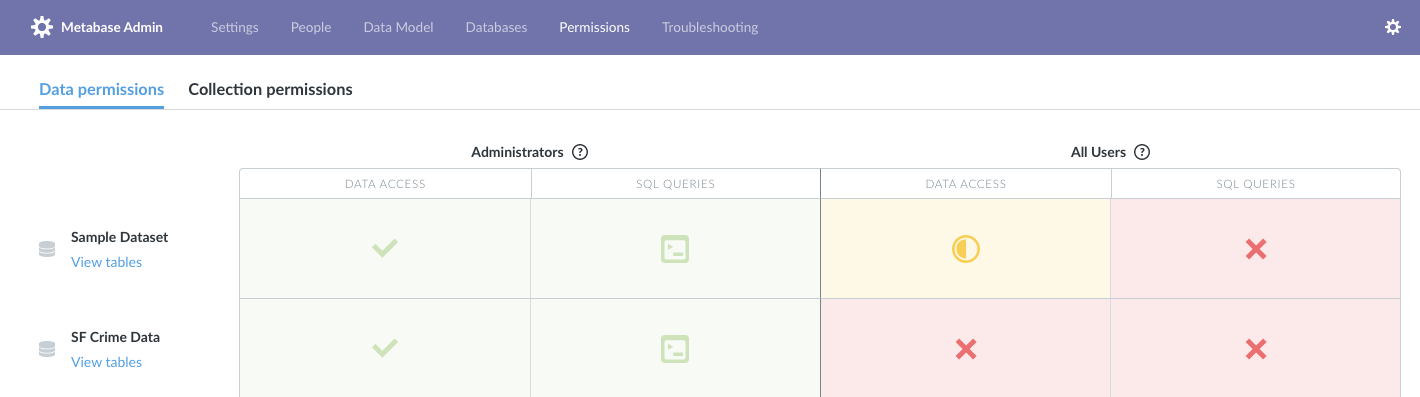 Metabase Admin Settings People Data Model Databases Permissions Troubleshooting
Data permissions Collection permissions
Administrators ? All Users ?
DATA ACCESS SQL QUERIES DATA ACCESS SQL QUERIES
Sample Dataset
View tables
SF Crime Data
View tables